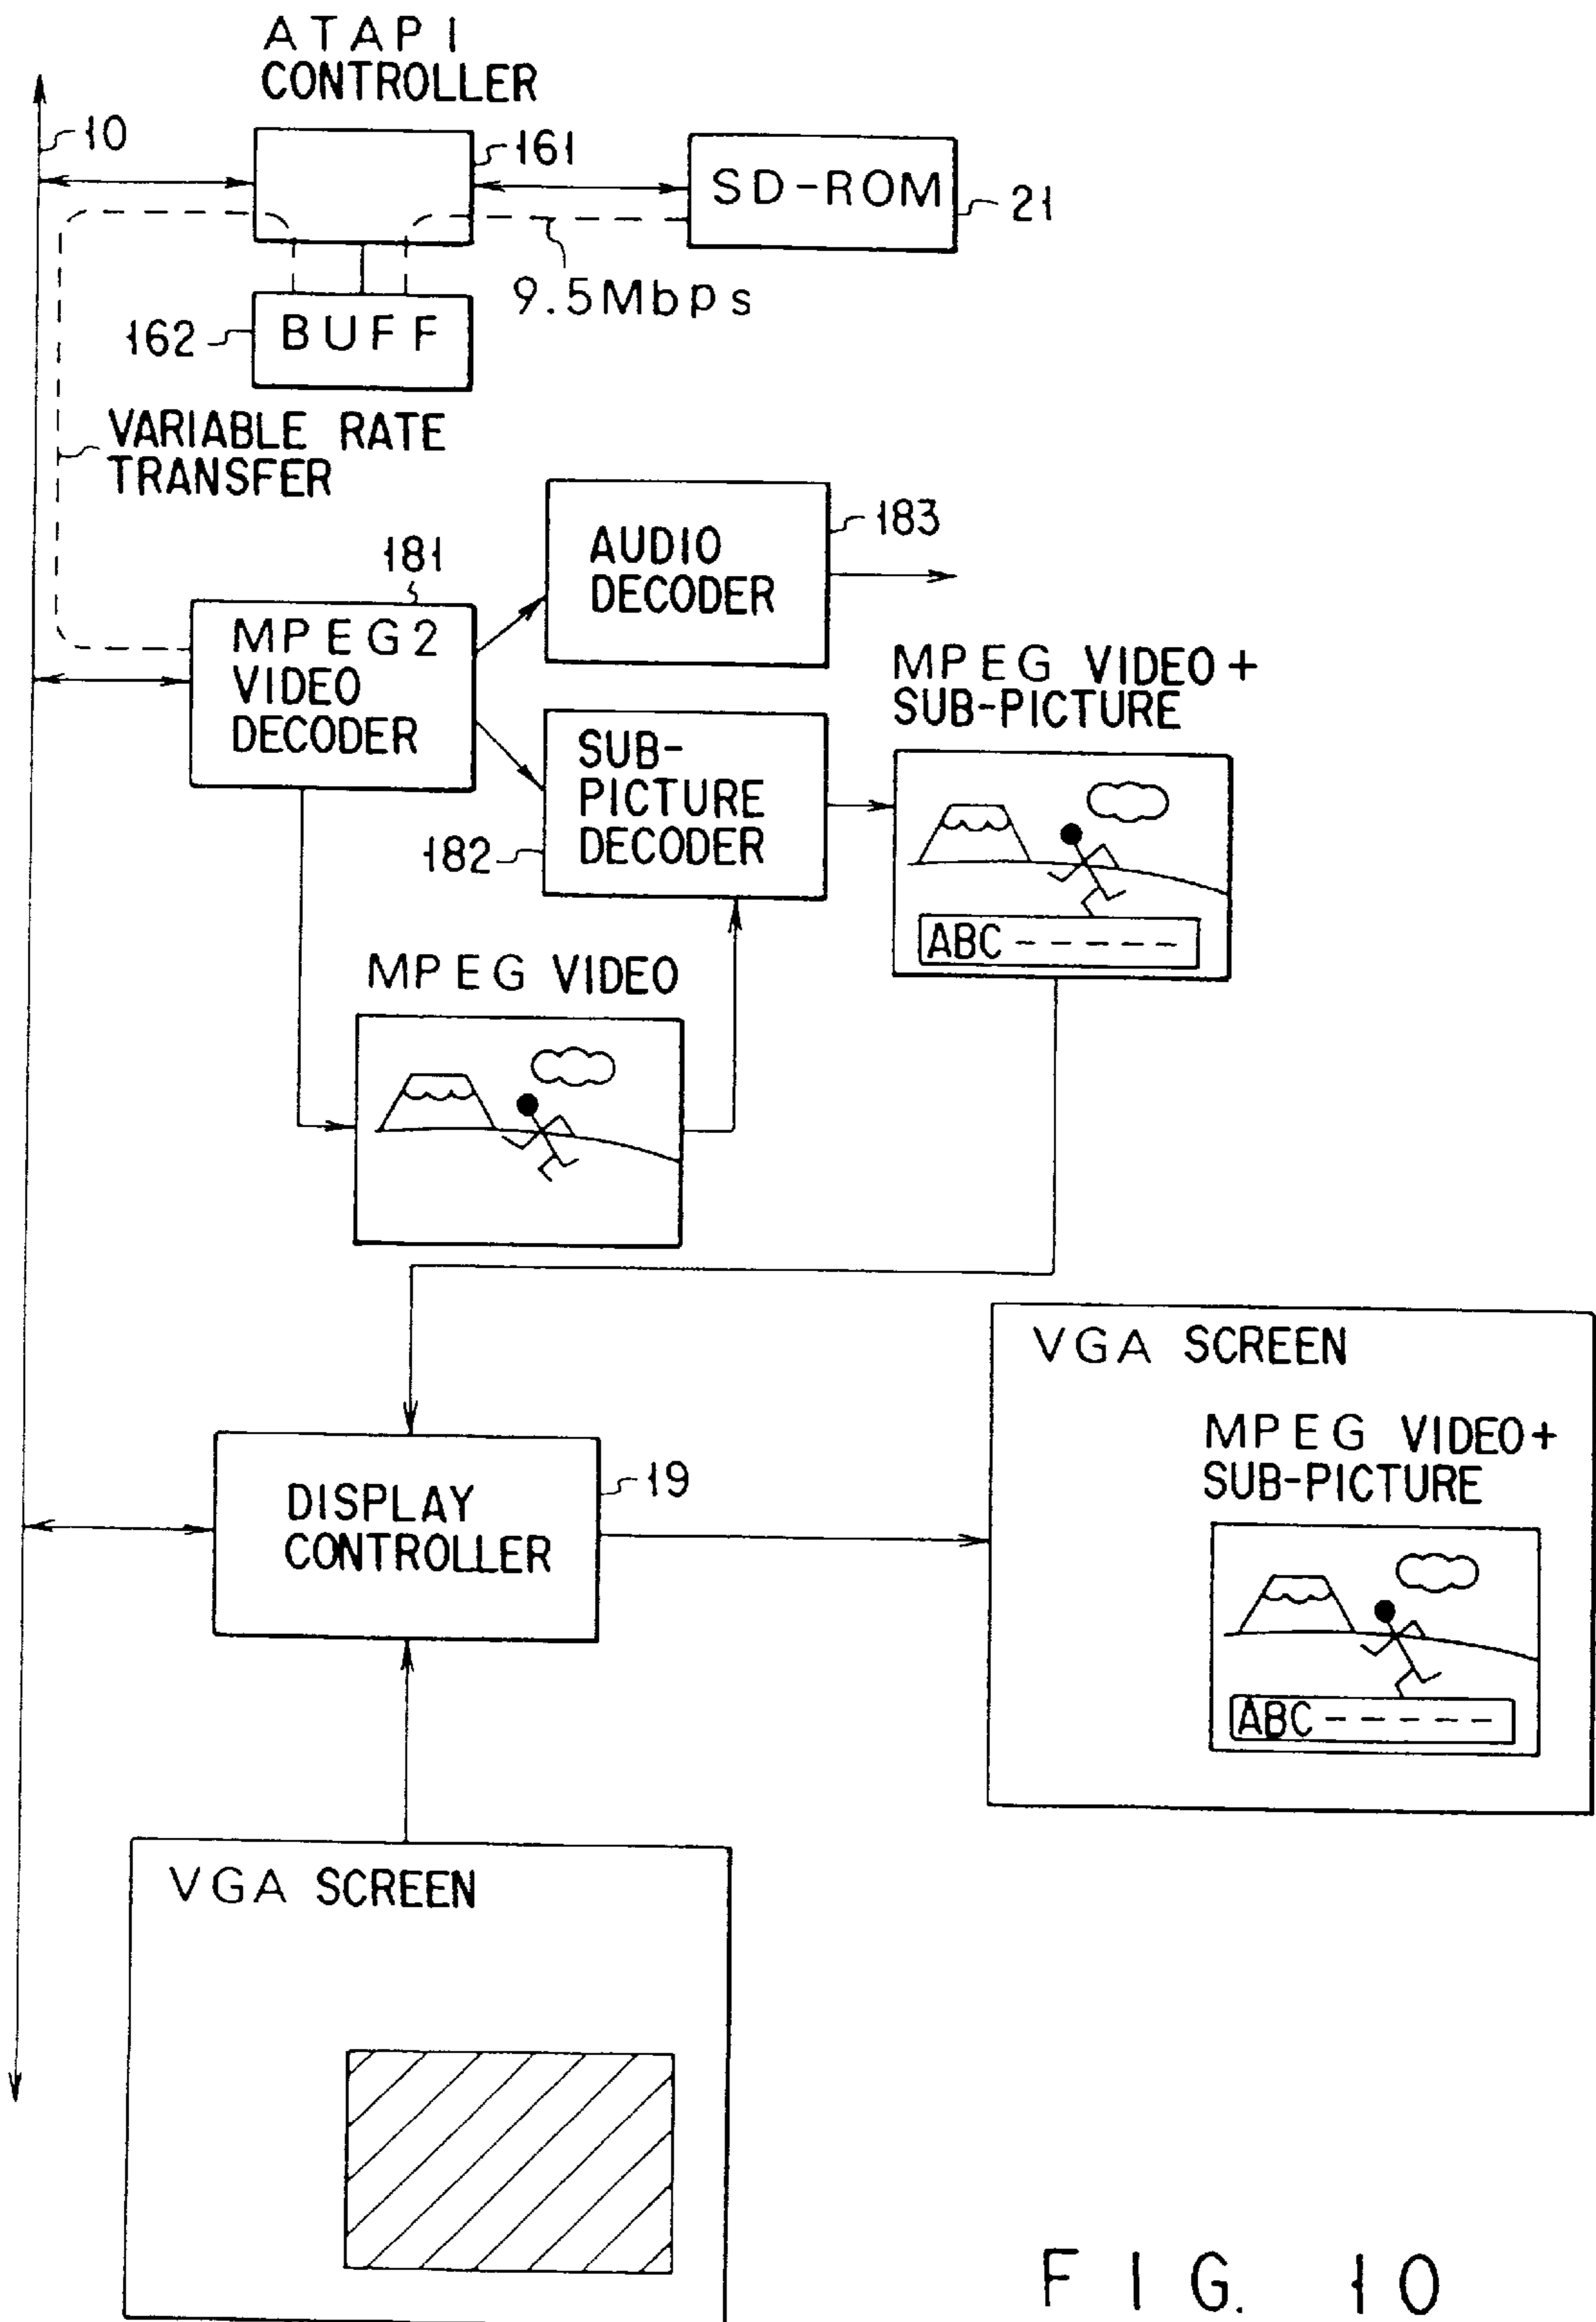 ATAPI
CONTROLLER
10
161
SD-ROM
21
9.5Mbps
162
BUFF
VARIABLE RATE
TRANSFER
181
183
AUDIO
DECODER
MPEG2
VIDEO
DECODER
MPEG VIDEO+
SUB-PICTURE
SUB-
PICTURE
DECODER
182
ABC -----
MPEG VIDEO
VGA SCREEN
MPEG VIDEO+
SUB-PICTURE
19
DISPLAY
CONTROLLER
ABC -----
VGA SCREEN
FIG. 10